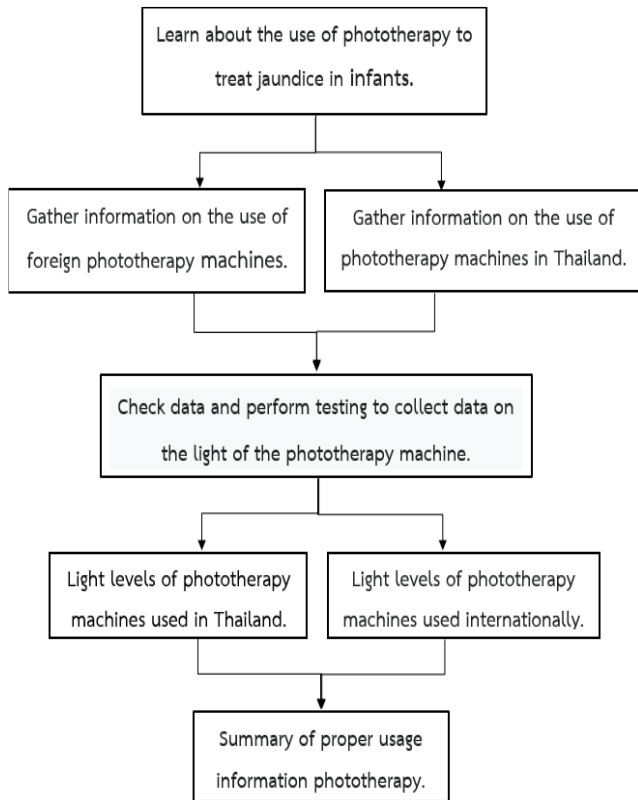 Learn about the use of phototherapy to
treat jaundice in infants.
Gather information on the use of
foreign phototherapy machines.
Gather information on the use of
phototherapy machines in Thailand.
Check data and perform testing to collect data on
the light of the phototherapy machine.
Light levels of phototherapy
machines used in Thailand.
Light levels of phototherapy
machines used internationally.
Summary of proper usage
information phototherapy.